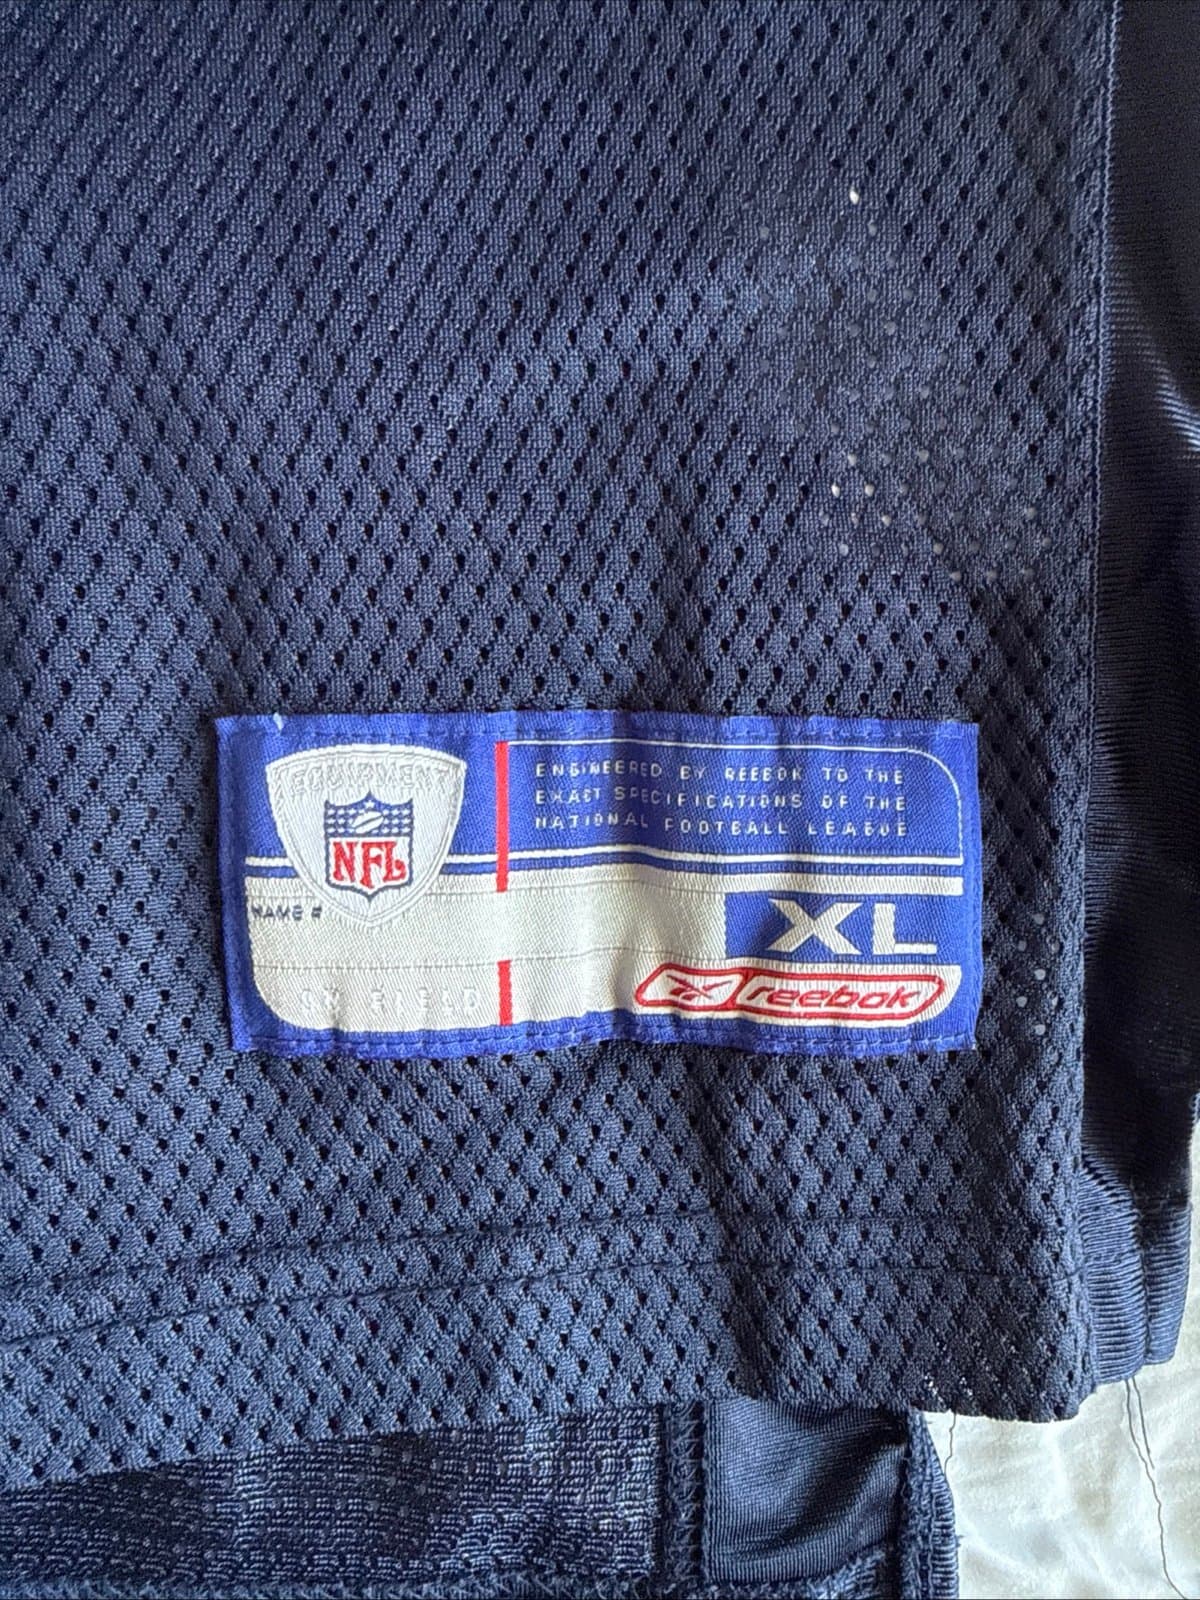 EQUIPMENT
NFL
ENGINEERED BY REEBOK TO THE
EXACT SPECIFICATIONS OF THE
NATIONAL FOOTBALL LEAGUE
NAME #
XL
ON FIELD
Reebok